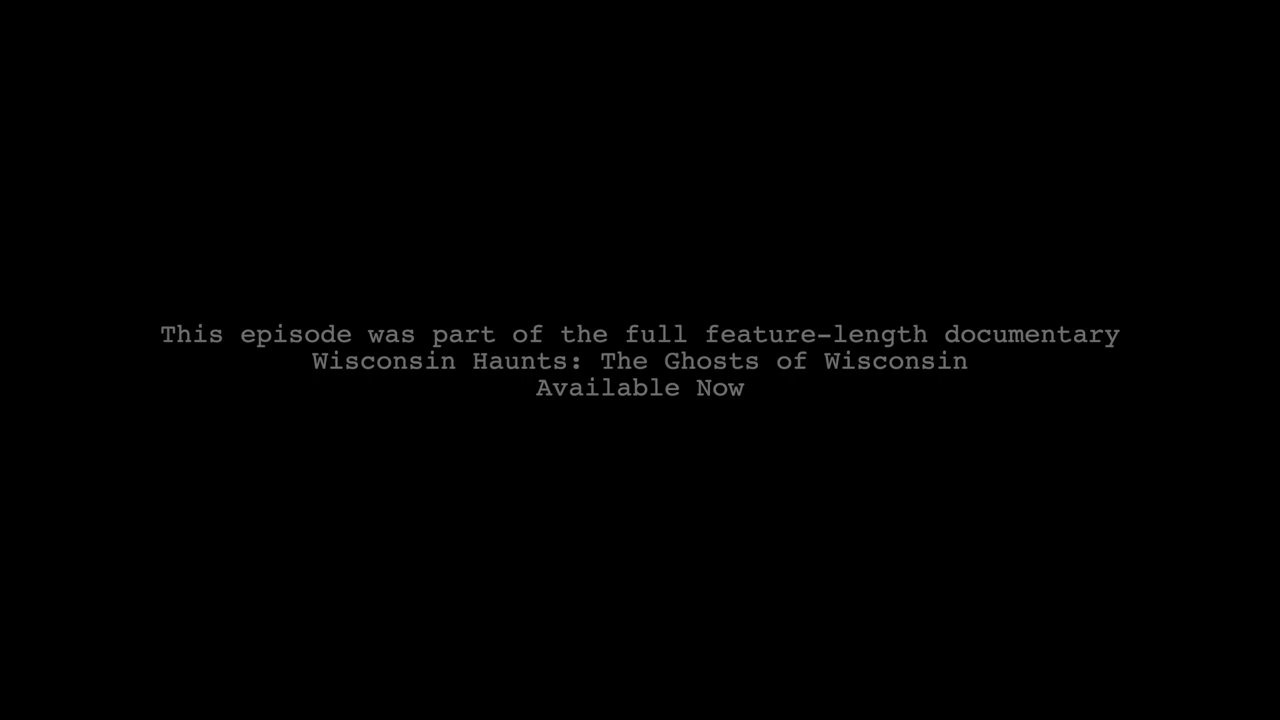 This episode was part of the full feature-length documentary
Wisconsin Haunts: The Ghosts of Wisconsin
Available Now